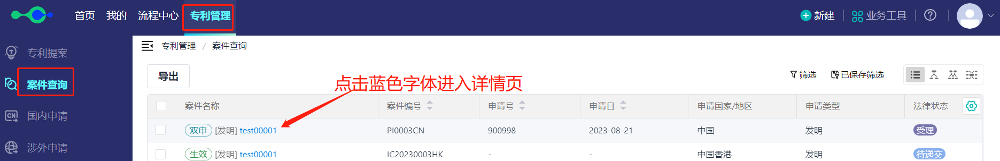 首页 我的 流程中心 专利管理 新建 业务工具
专利提案
案件查询
国内申请
涉外申请
专利管理 / 案件查询
导出 筛选 已保存筛选
点击蓝色字体进入详情页
案件名称 案件编号 申请号 申请日 申请国家/地区 申请类型 法律状态
双申 [发明] test00001 PI0003CN 900998 2023-08-21 中国 发明 受理
生效 [发明] test00001 IC20230003HK - - 中国香港 发明 待递交